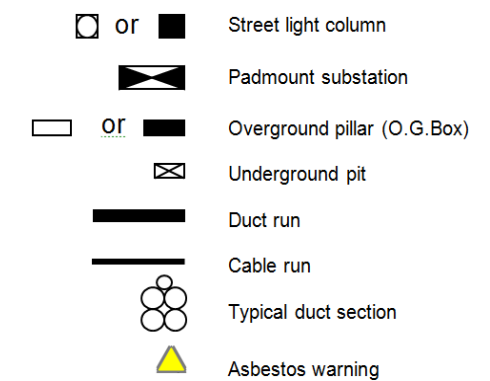 or Street light column
Padmount substation
or Overground pillar (O.G.Box)
Underground pit
Duct run
Cable run
Typical duct section
Asbestos warning